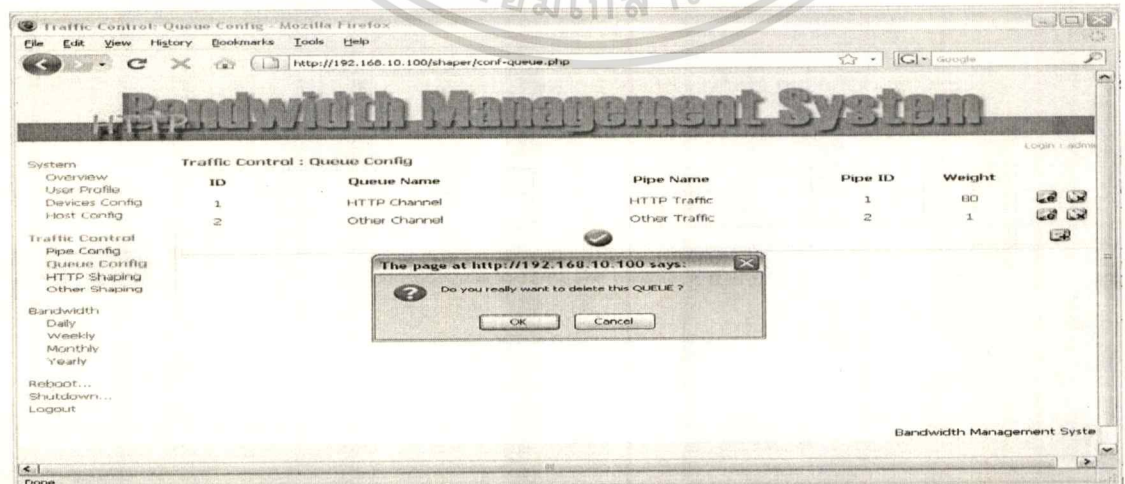 Traffic Control: Queue Config - Mozilla Firefox
File Edit View History Bookmarks Tools Help
http://192.168.10.100/shaper/conf-queue.php
Google
HTTP Bandwidth Management System
Login : admi
System
Overview
User Profile
Devices Config
Host Config
Traffic Control
Pipe Config
Queue Config
HTTP Shaping
Other Shaping
Bandwidth
Daily
Weekly
Monthly
Yearly
Reboot...
Shutdown...
Logout
Traffic Control : Queue Config
ID Queue Name Pipe Name Pipe ID Weight
1 HTTP Channel HTTP Traffic 1 80
2 Other Channel Other Traffic 2 1
The page at http://192.168.10.100 says:
Do you really want to delete this QUEUE ?
OK Cancel
Bandwidth Management Syste
Done